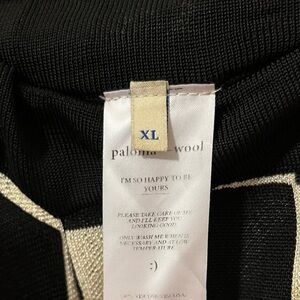 XL
paloma wool
I'M SO HAPPY TO BE
YOURS
PLEASE TAKE CARE OF ME
AND I'LL KEEP YOU
LOOKING GOOD.
ONLY WASH ME WHEN IS
NECESSARY AND AT LOW
TEMPERATURE.
:)